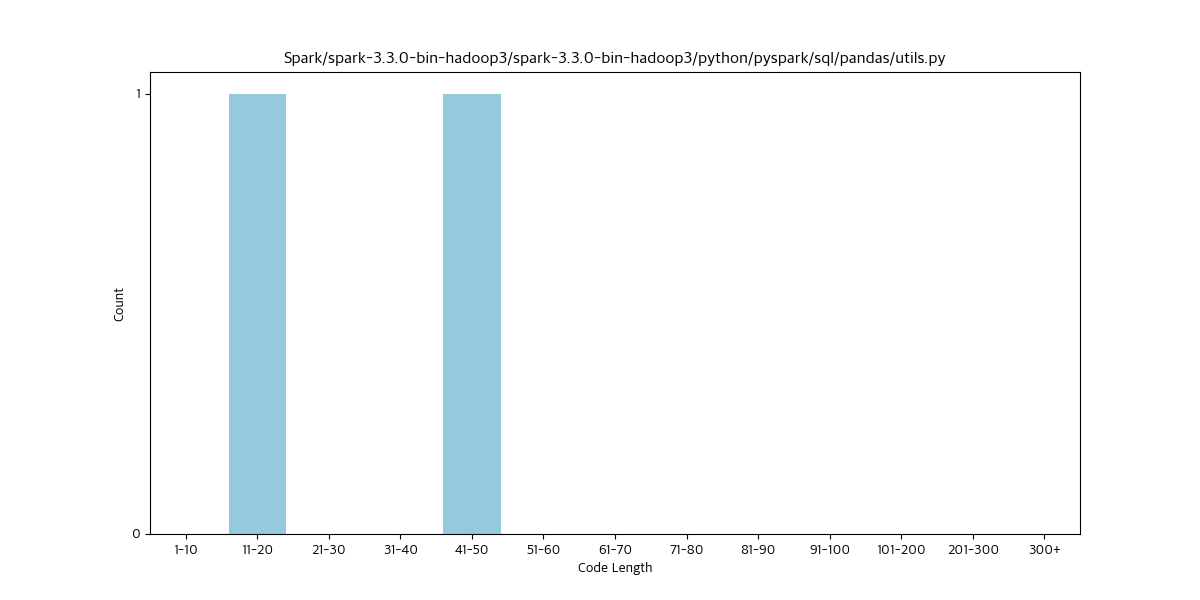 Spark/spark-3.3.0-bin-hadoop3/spark-3.3.0-bin-hadoop3/python/pyspark/sql/pandas/utils.py
1
Count
0
1-10 11-20 21-30 31-40 41-50 51-60 61-70 71-80 81-90 91-100 101-200 201-300 300+
Code Length